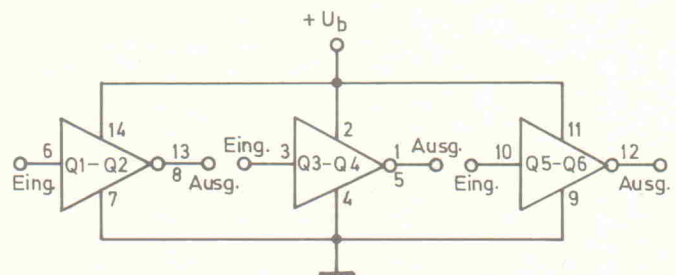 + U_b
14
2
11
6
Q1-Q2
13
8
Eing.
Ausg.
7
Eing.
3
Q3-Q4
1
5
Ausg.
4
10
Q5-Q6
12
Eing.
Ausg.
9